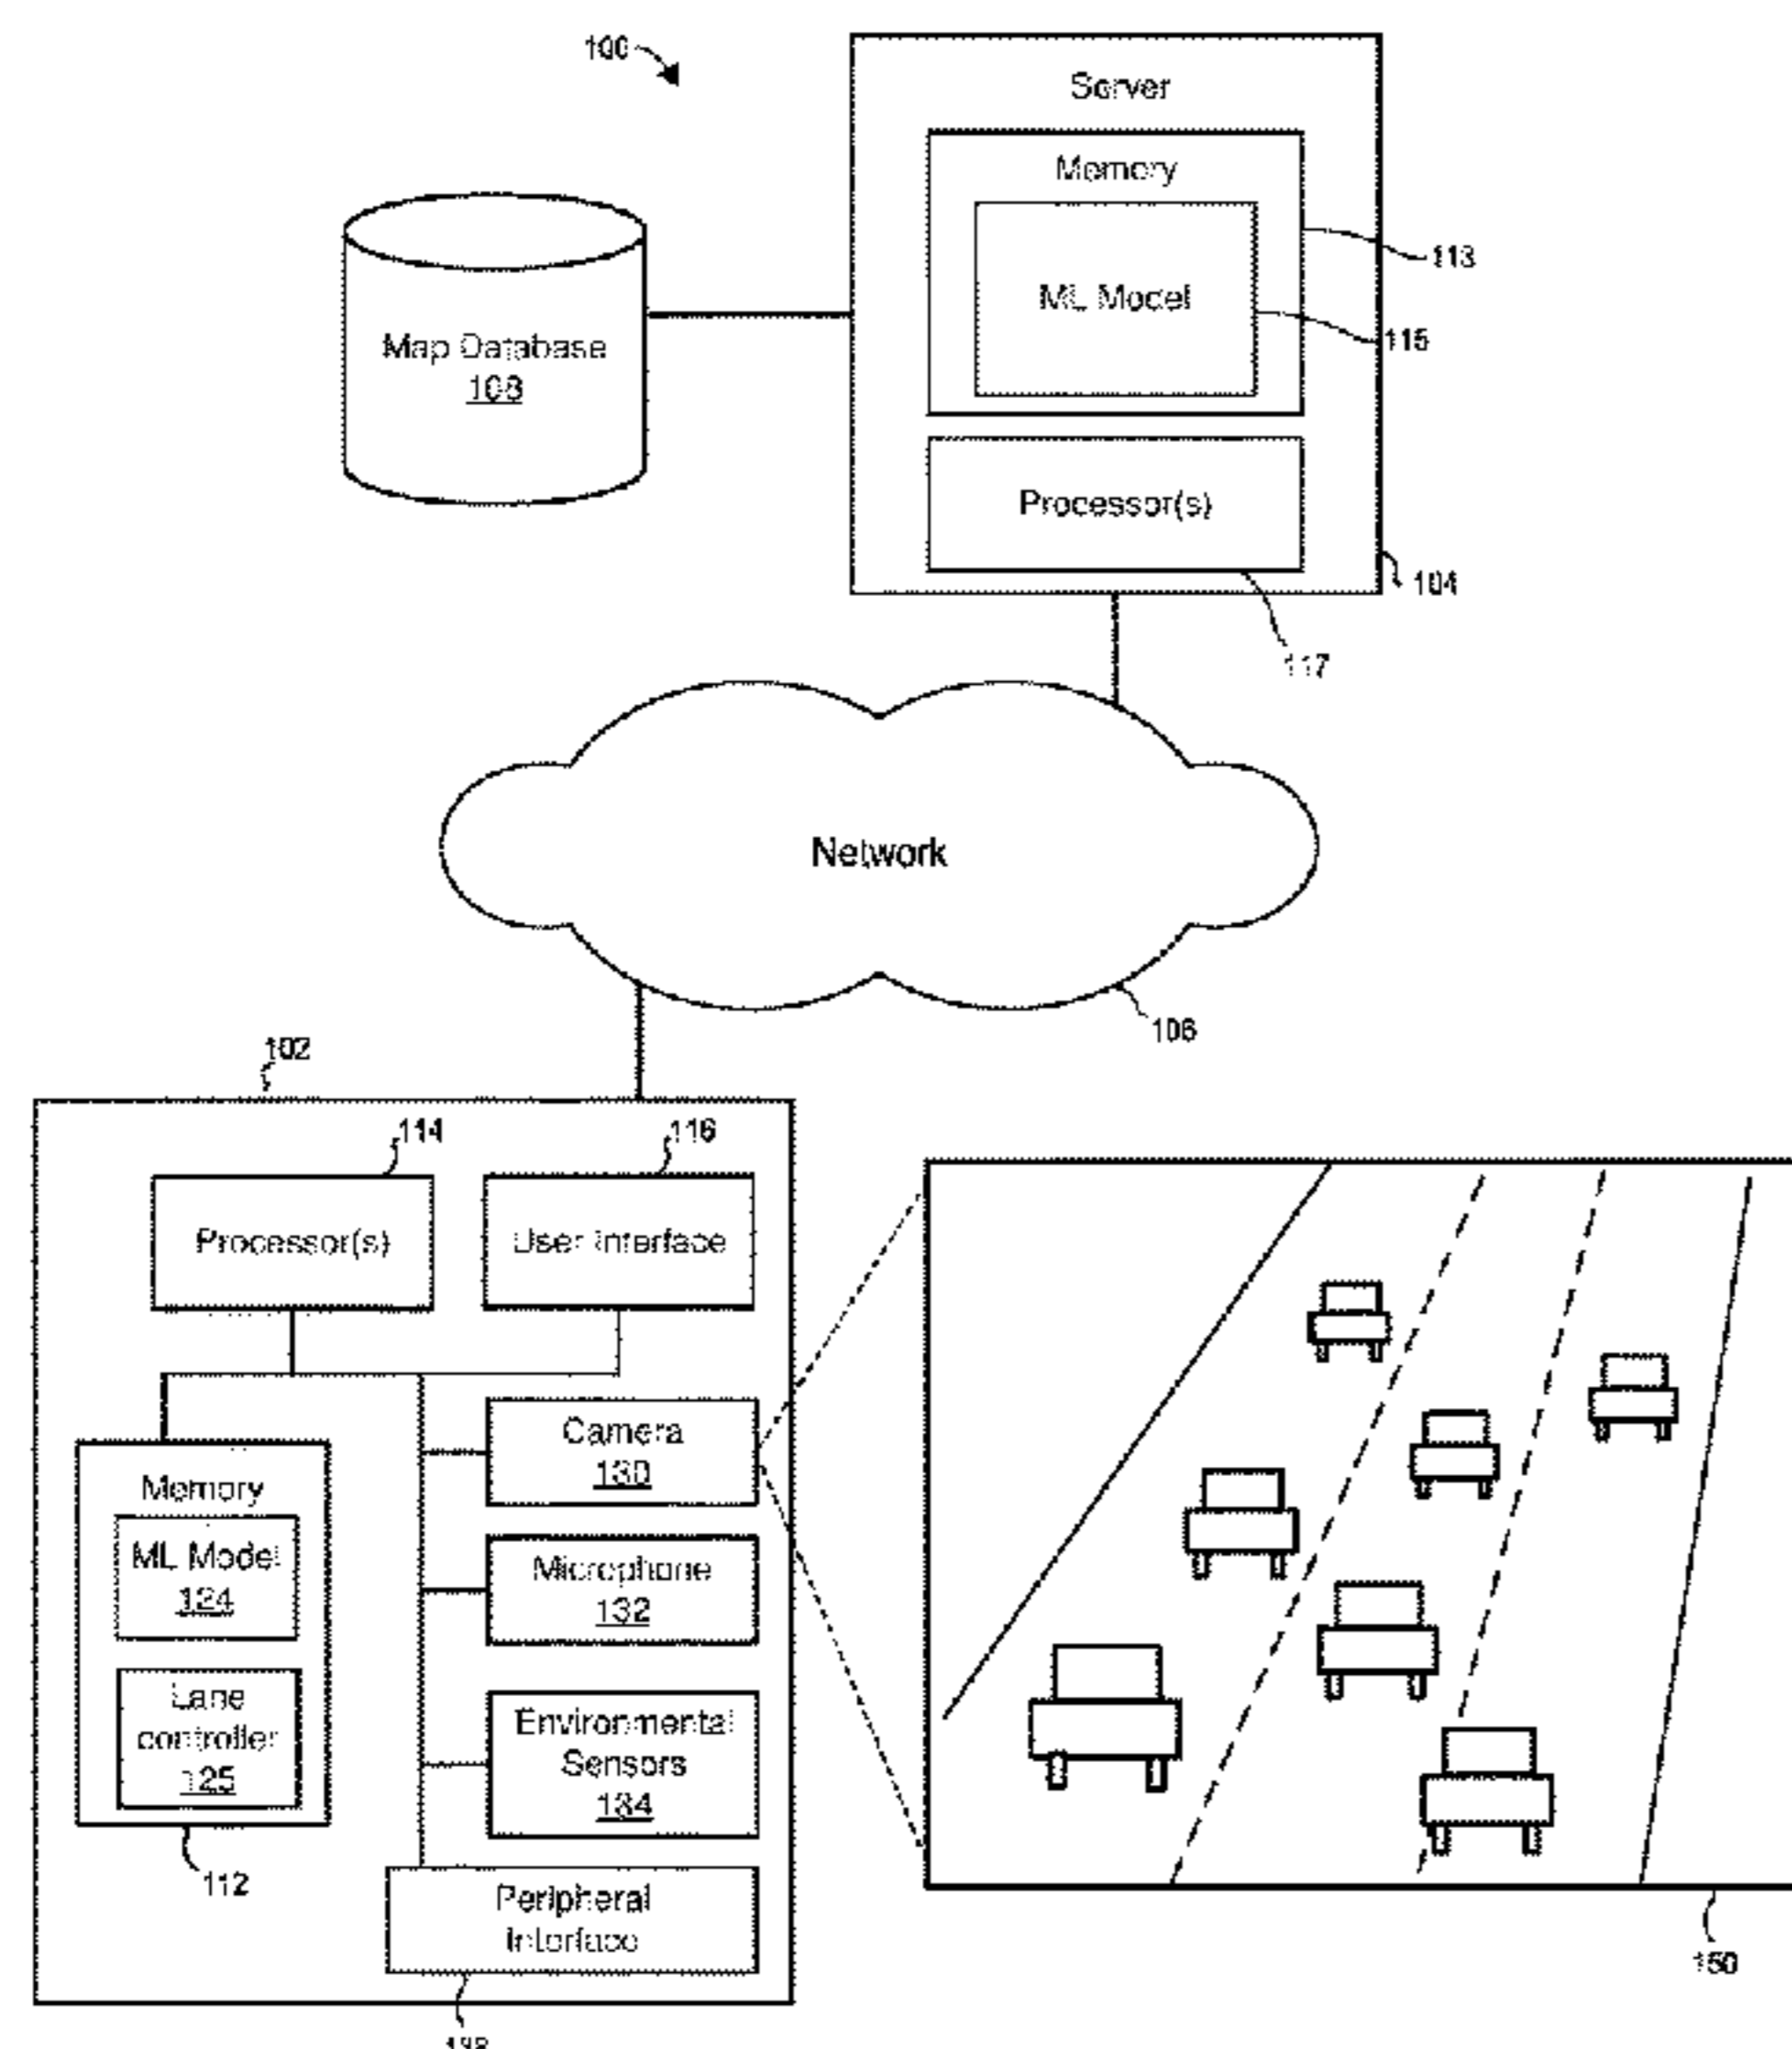 100
Server
Memory
ML Model
113
115
Map Database
108
Processor(s)
104
117
Network
106
102
114
116
Processor(s)
User Interface
Camera
130
Memory
ML Model
124
Microphone
132
Lane
controller
125
Environmental
Sensors
134
112
Peripheral
Interface
150